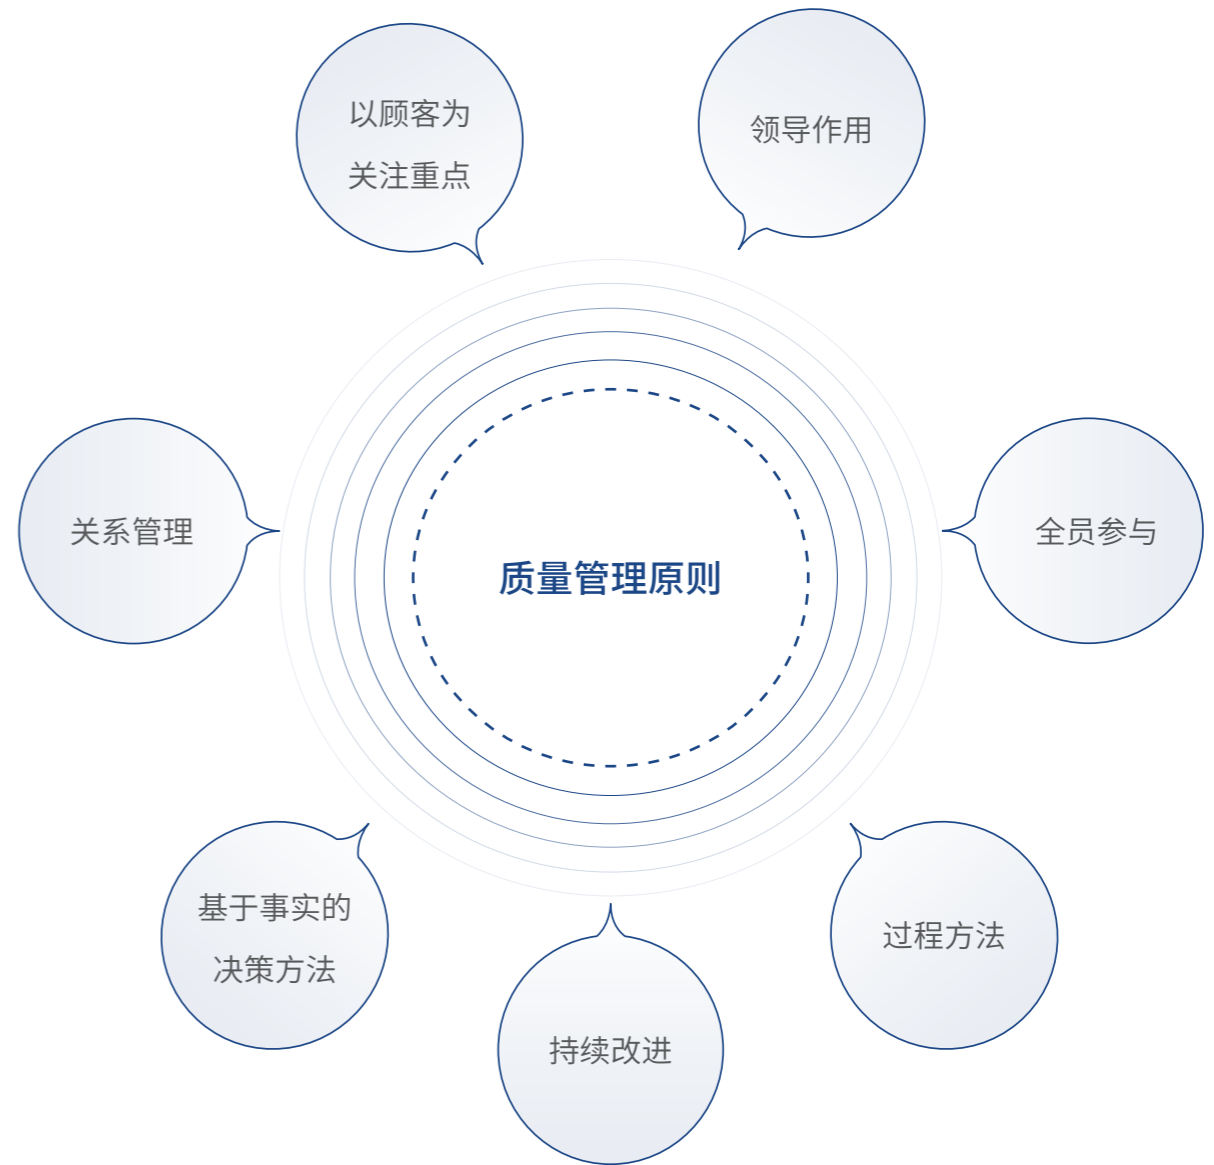 以顾客为
关注重点
领导作用
关系管理
全员参与
质量管理原则
基于事实的
决策方法
过程方法
持续改进